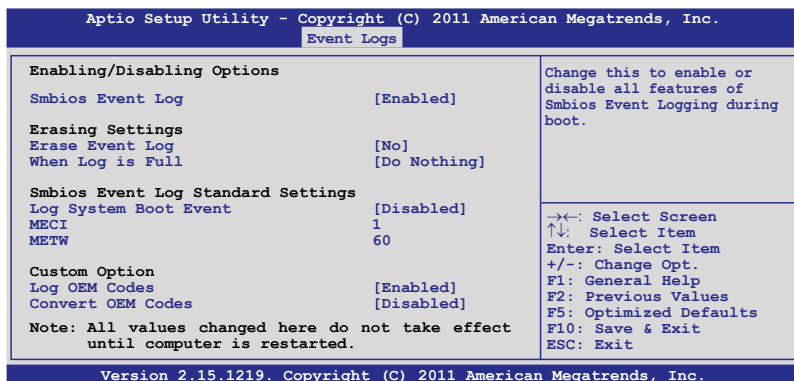 Aptio Setup Utility - Copyright (C) 2011 American Megatrends, Inc.
Event Logs
Enabling/Disabling Options
Smbios Event Log [Enabled]
Erasing Settings
Erase Event Log [No]
When Log is Full [Do Nothing]
Smbios Event Log Standard Settings
Log System Boot Event [Disabled]
MECI 1
METW 60
Custom Option
Log OEM Codes [Enabled]
Convert OEM Codes [Disabled]
Note: All values changed here do not take effect
until computer is restarted.
Change this to enable or
disable all features of
Smbios Event Logging during
boot.
→←: Select Screen
↑↓: Select Item
Enter: Select Item
+/-: Change Opt.
F1: General Help
F2: Previous Values
F5: Optimized Defaults
F10: Save & Exit
ESC: Exit
Version 2.15.1219. Copyright (C) 2011 American Megatrends, Inc.